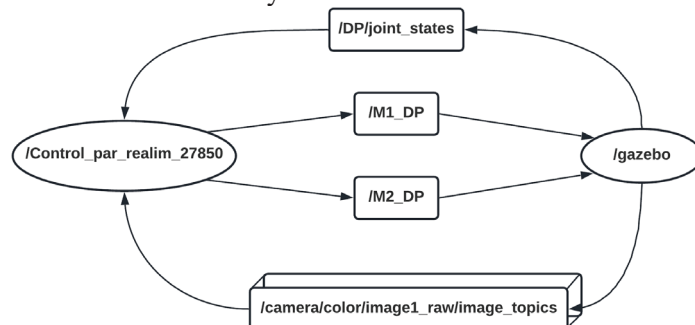 /DP/joint_states
/M1_DP
/Control_par_realim_27850
/gazebo
/M2_DP
/camera/color/image1_raw/image_topics